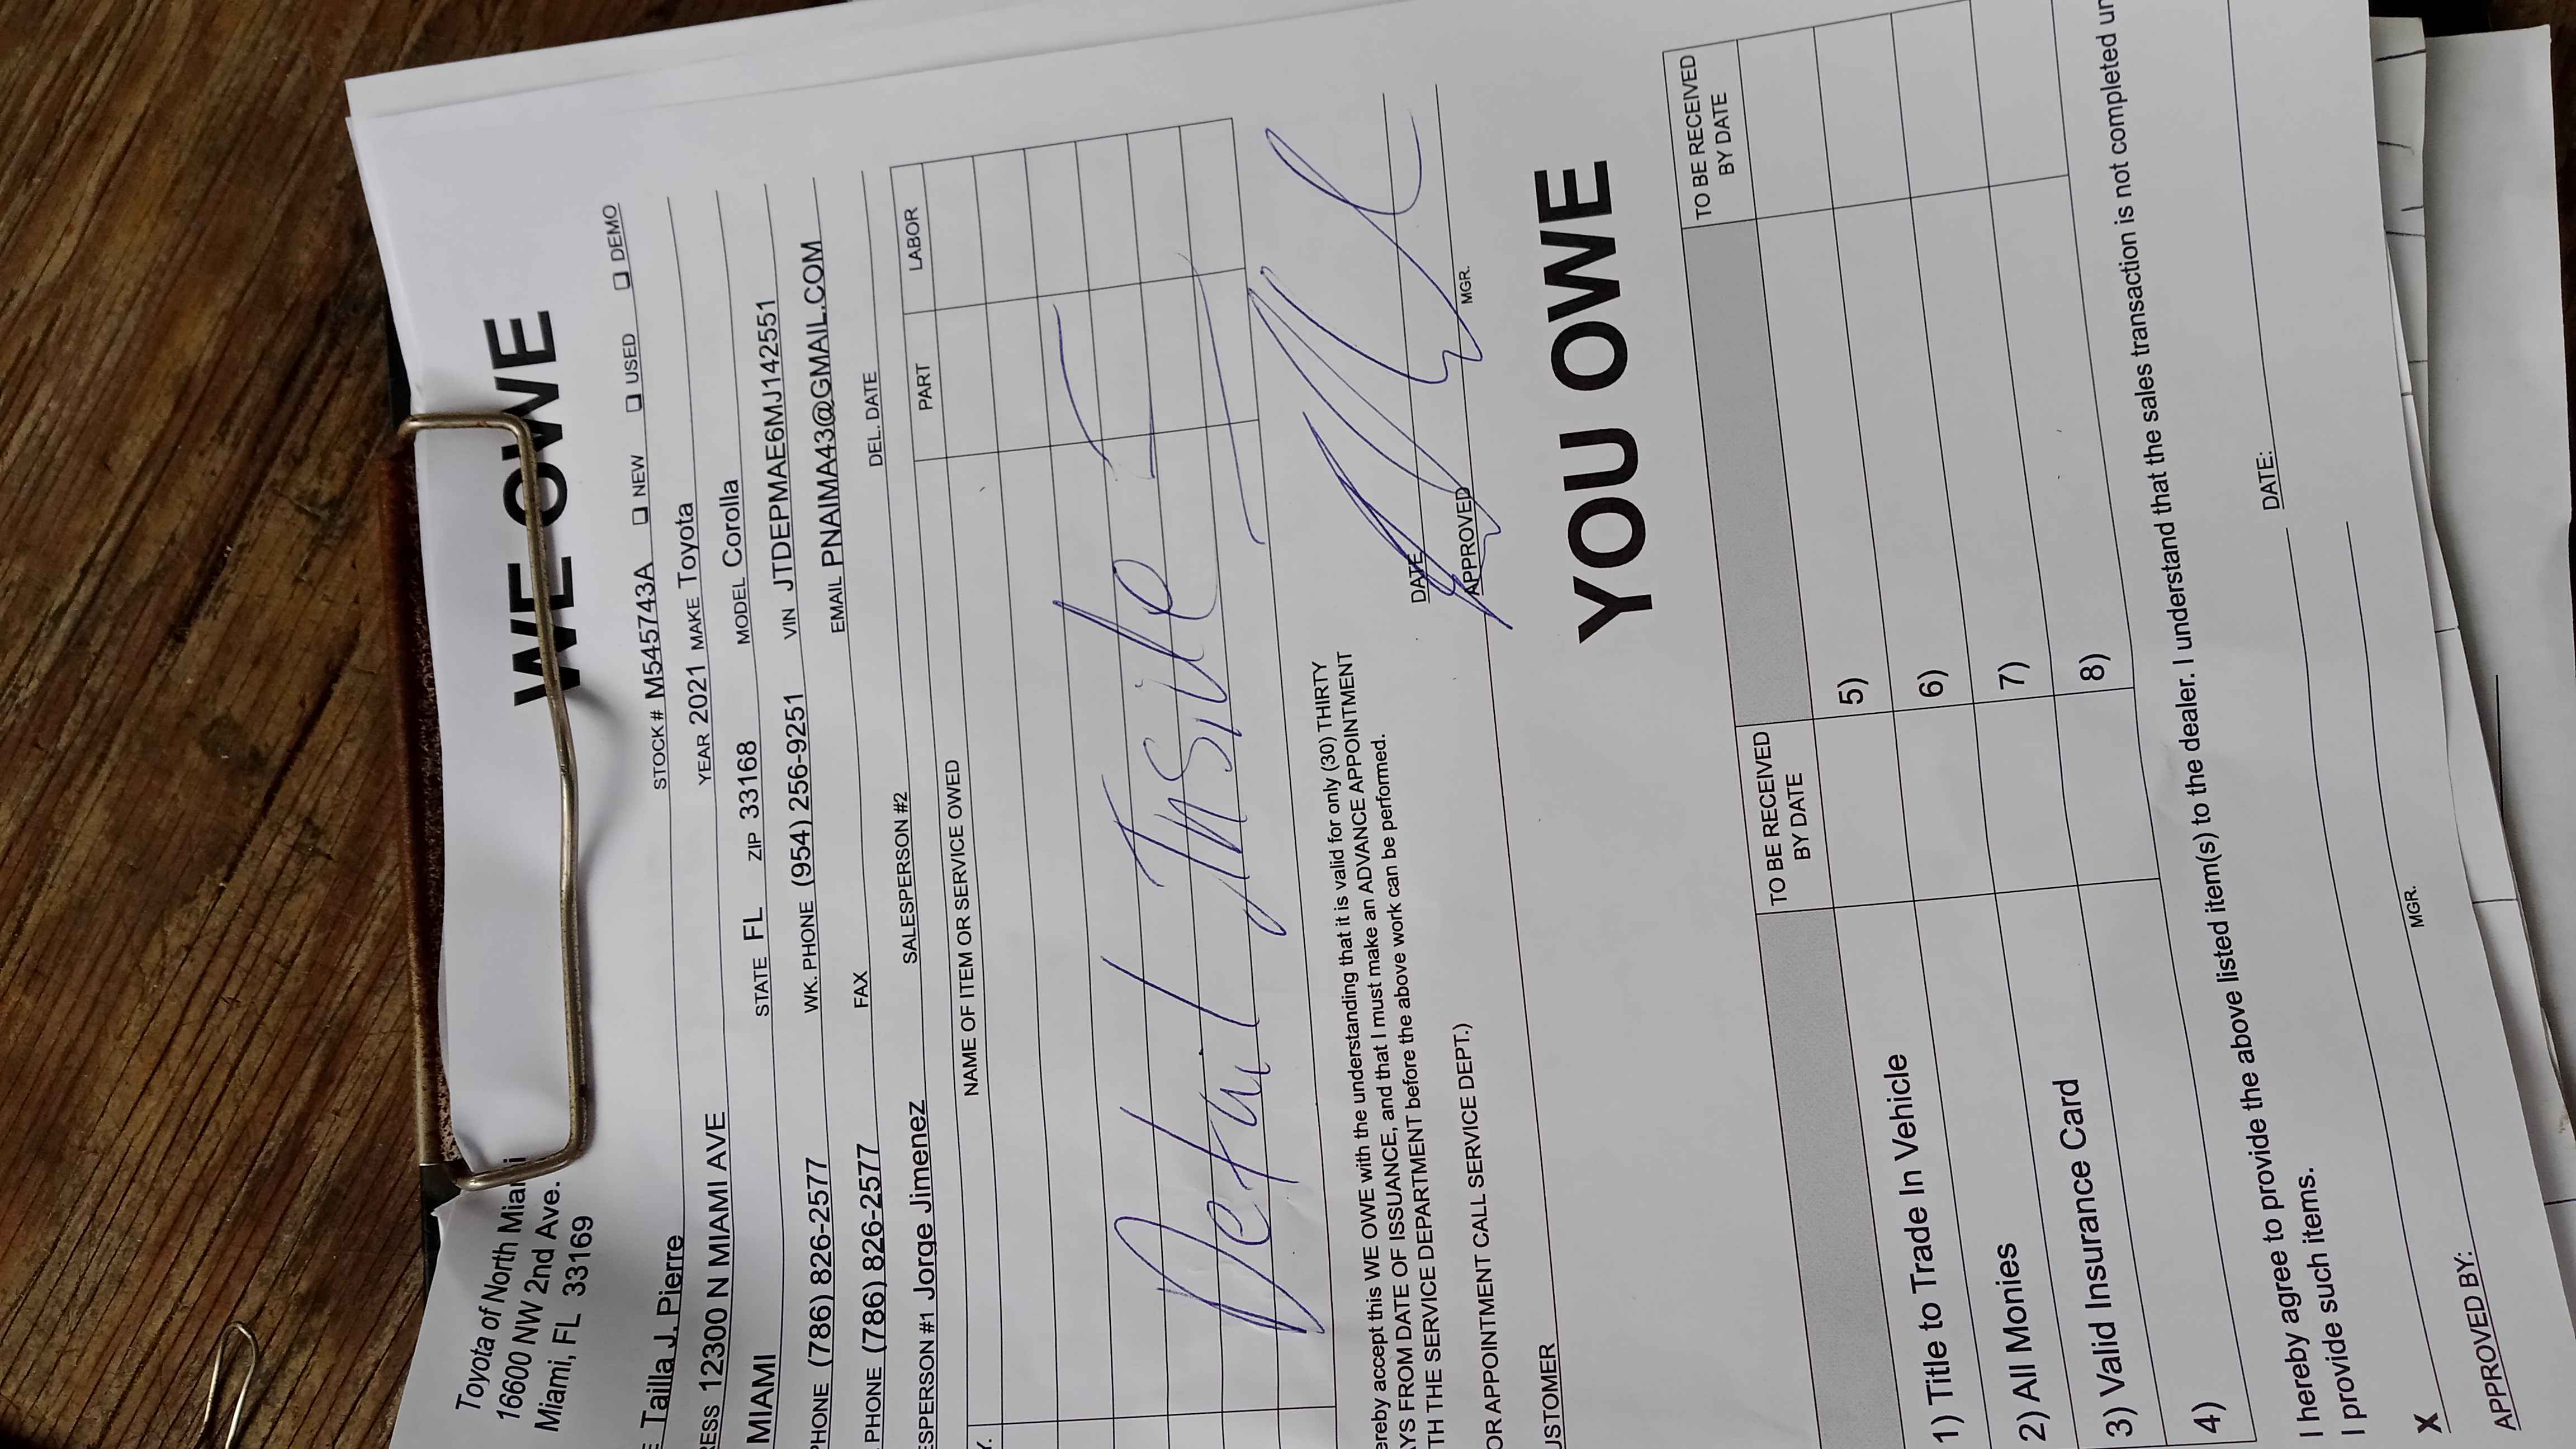 Toyota of North Miami
16600 NW 2nd Ave.
Miami, FL 33169
WE OWE
STOCK # M545743A ❑ NEW ❑ USED ❑ DEMO
Tailla J. Pierre YEAR 2021 MAKE Toyota
RESS 12300 N MIAMI AVE MODEL Corolla
MIAMI STATE FL ZIP 33168 VIN JTDEPMAE6MJ142551
PHONE (786) 826-2577 WK. PHONE (954) 256-9251 EMAIL PNAIMA43@GMAIL.COM
PHONE (786) 826-2577 FAX DEL. DATE
ESPERSON #1 Jorge Jimenez SALESPERSON #2
NAME OF ITEM OR SERVICE OWED PART LABOR
Detail Inside
ereby accept this WE OWE with the understanding that it is valid for only (30) THIRTY
YS FROM DATE OF ISSUANCE, and that I must make an ADVANCE APPOINTMENT
TH THE SERVICE DEPARTMENT before the above work can be performed.
DATE
OR APPOINTMENT CALL SERVICE DEPT.)
APPROVED MGR.
USTOMER
YOU OWE
TO BE RECEIVED BY DATE TO BE RECEIVED BY DATE
1) Title to Trade In Vehicle 5)
2) All Monies 6)
3) Valid Insurance Card 7)
4) 8)
I hereby agree to provide the above listed item(s) to the dealer. I understand that the sales transaction is not completed un
I provide such items.
X DATE:
APPROVED BY: MGR.